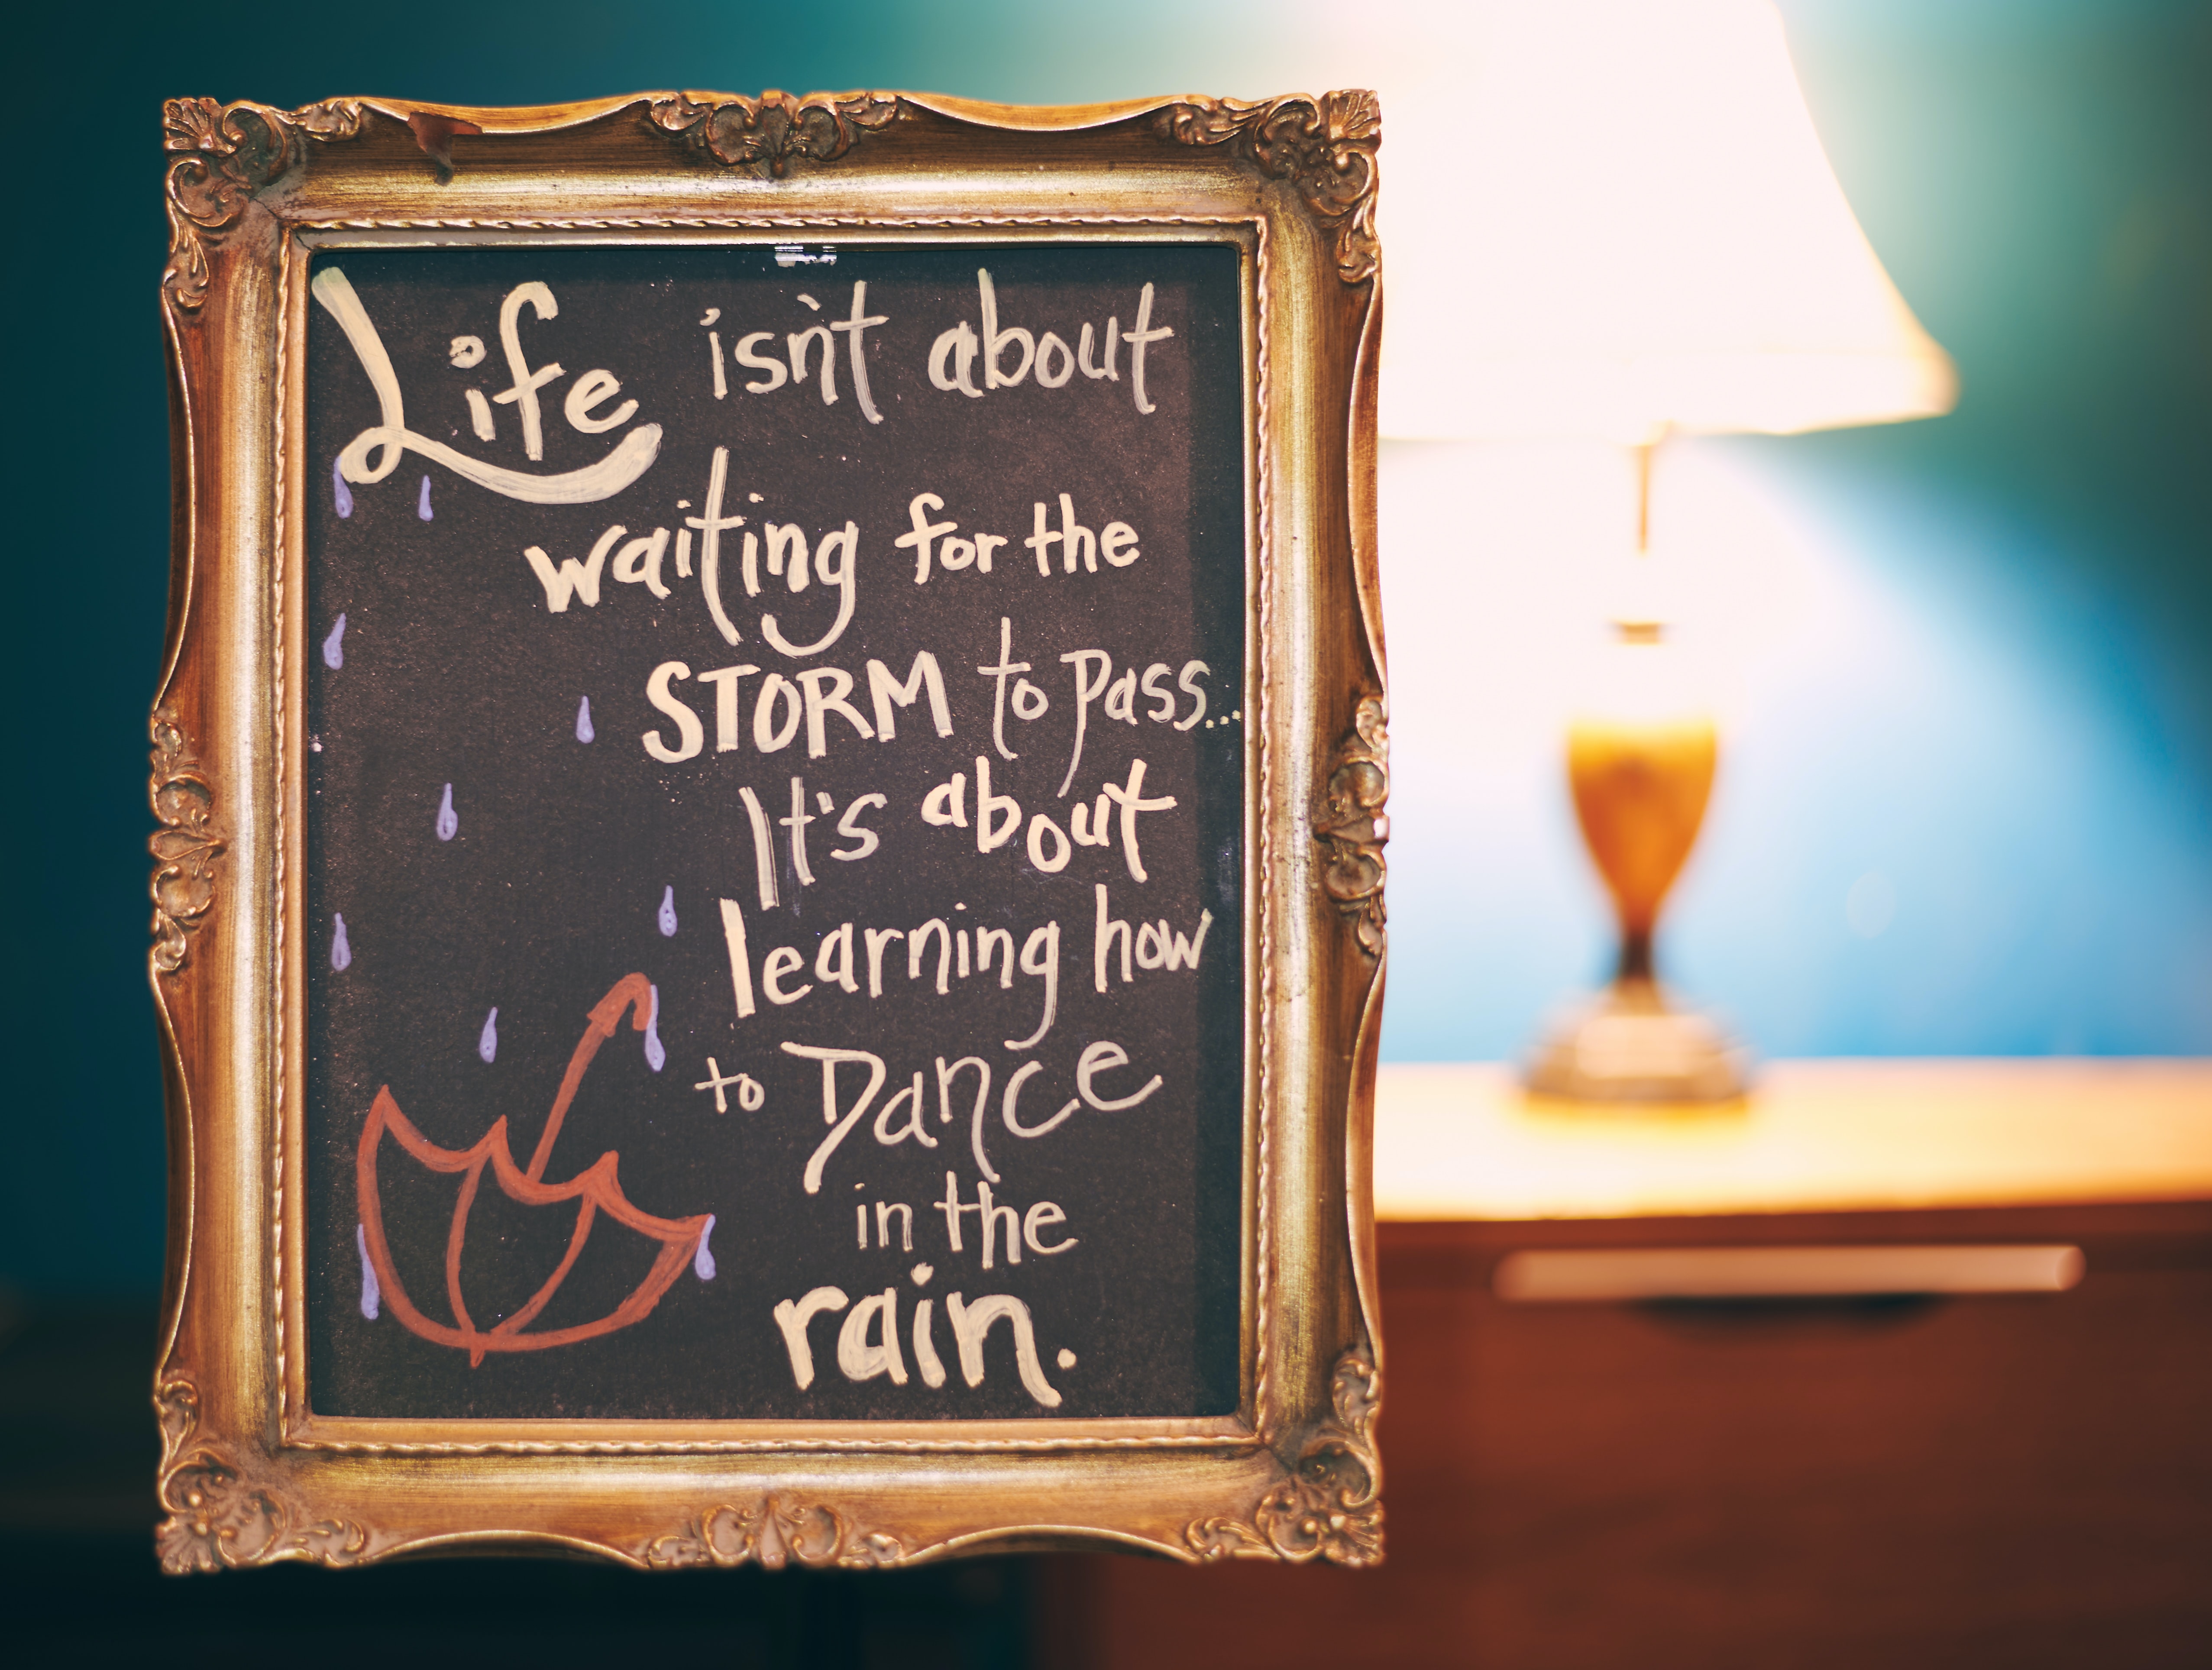 Life isn't about
waiting for the
STORM to pass...
It's about
learning how
to Dance
in the
rain.